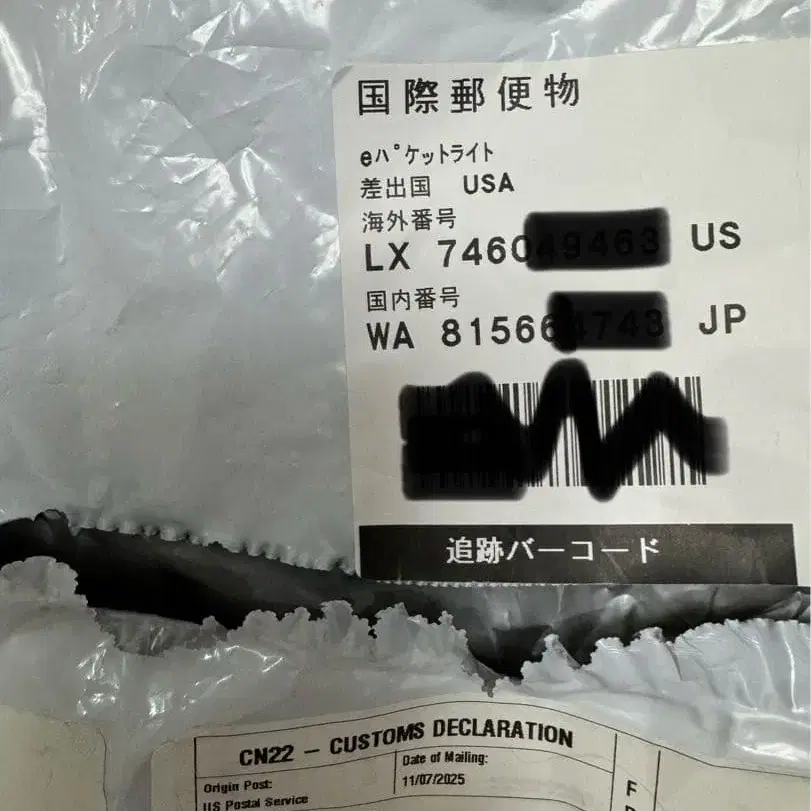 国際郵便物
eパケットライト
差出国 USA
海外番号
LX 7460 US
国内番号
WA 81566 JP
追跡バーコード
CN22 – CUSTOMS DECLARATION
Origin Post:
US Postal Service
Date of Mailing:
11/07/2025
F